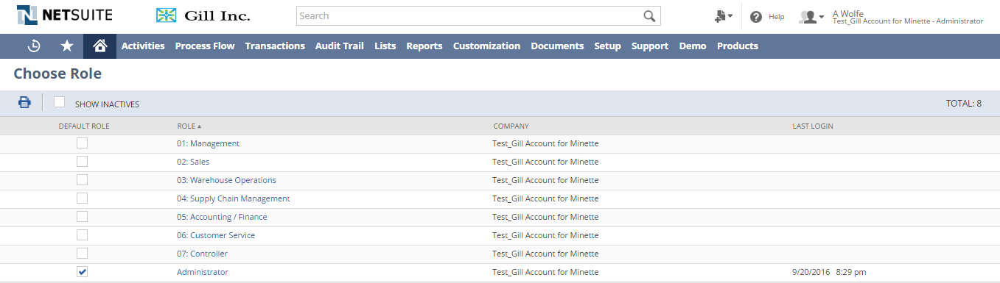 NETSUITE
Gill Inc.
Search
Help
A Wolfe
Test_Gill Account for Minette - Administrator
Activities Process Flow Transactions Audit Trail Lists Reports Customization Documents Setup Support Demo Products
Choose Role
SHOW INACTIVES TOTAL: 8
DEFAULT ROLE ROLE COMPANY LAST LOGIN
01: Management Test_Gill Account for Minette
02: Sales Test_Gill Account for Minette
03: Warehouse Operations Test_Gill Account for Minette
04: Supply Chain Management Test_Gill Account for Minette
05: Accounting / Finance Test_Gill Account for Minette
06: Customer Service Test_Gill Account for Minette
07: Controller Test_Gill Account for Minette
Administrator Test_Gill Account for Minette 9/20/2016 8:29 pm